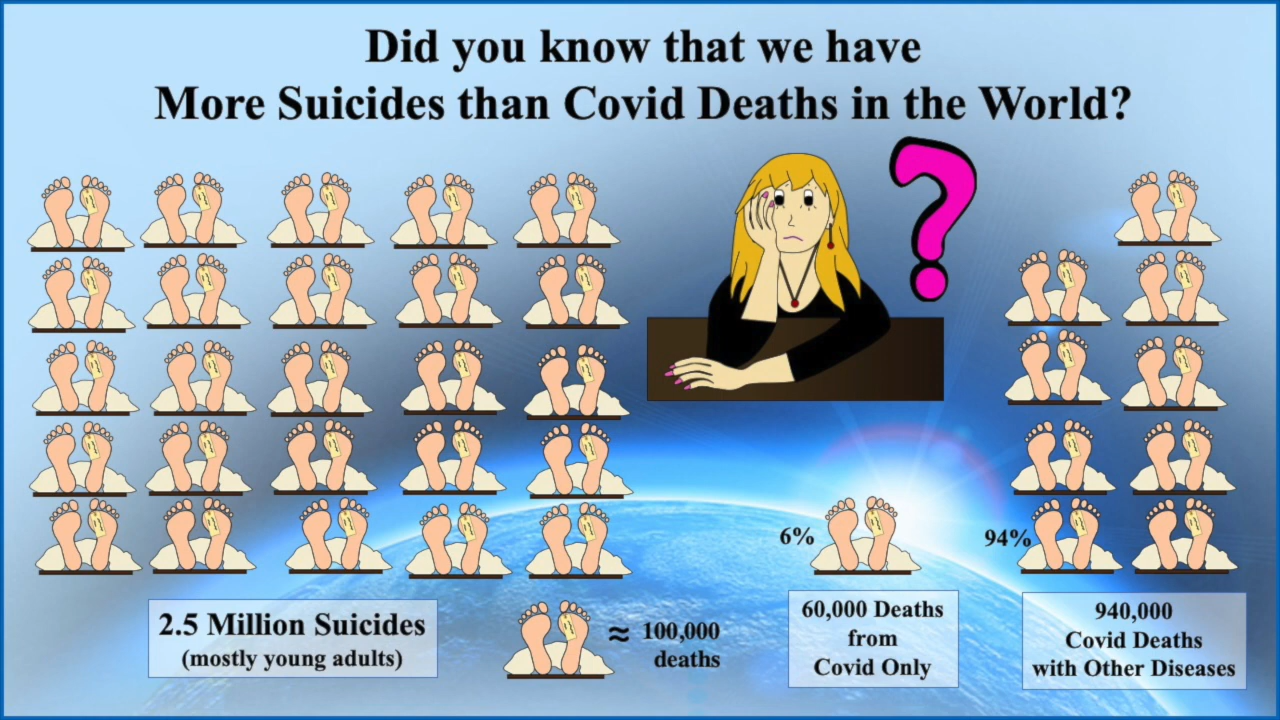 Did you know that we have
More Suicides than Covid Deaths in the World?
6%
94%
2.5 Million Suicides
(mostly young adults)
≈ 100,000
deaths
60,000 Deaths
from
Covid Only
940,000
Covid Deaths
with Other Diseases